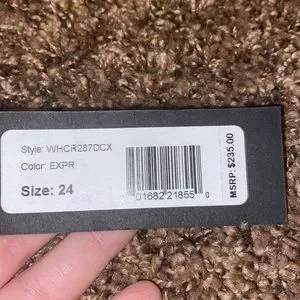 Style: WHCR287DCX
Color: EXPR
Size: 24
01682 21855 0
MSRP: $235.00